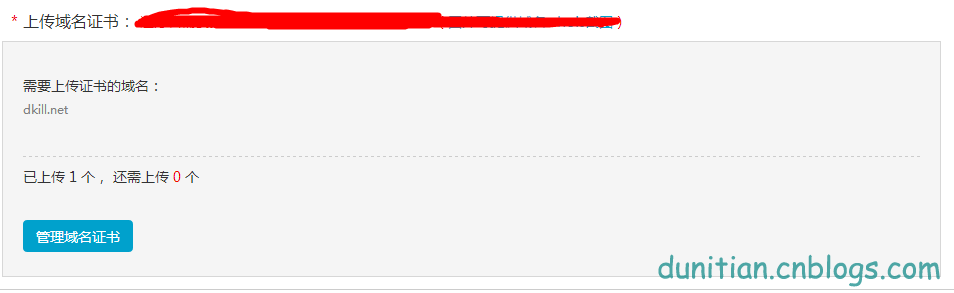 * 上传域名证书：
需要上传证书的域名：
dkill.net
已上传 1 个，还需上传 0 个
管理域名证书
dunitian.cnblogs.com